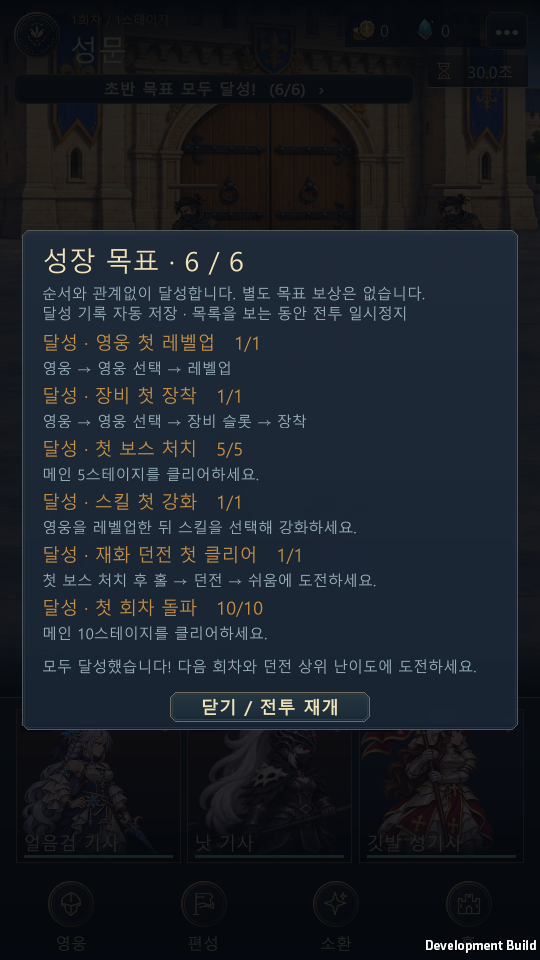 1회차 / 1스테이지
성문
0
0
30.0초
초반 목표 모두 달성! (6/6) ›
성장 목표 · 6 / 6
순서와 관계없이 달성합니다. 별도 목표 보상은 없습니다.
달성 기록 자동 저장 · 목록을 보는 동안 전투 일시정지
달성 · 영웅 첫 레벨업 1/1
영웅 → 영웅 선택 → 레벨업
달성 · 장비 첫 장착 1/1
영웅 → 영웅 선택 → 장비 슬롯 → 장착
달성 · 첫 보스 처치 5/5
메인 5스테이지를 클리어하세요.
달성 · 스킬 첫 강화 1/1
영웅을 레벨업한 뒤 스킬을 선택해 강화하세요.
달성 · 재화 던전 첫 클리어 1/1
첫 보스 처치 후 홀 → 던전 → 쉬움에 도전하세요.
달성 · 첫 회차 돌파 10/10
메인 10스테이지를 클리어하세요.
모두 달성했습니다! 다음 회차와 던전 상위 난이도에 도전하세요.
닫기 / 전투 재개
얼음검 기사
낫 기사
깃발 성기사
영웅
편성
소환
Development Build